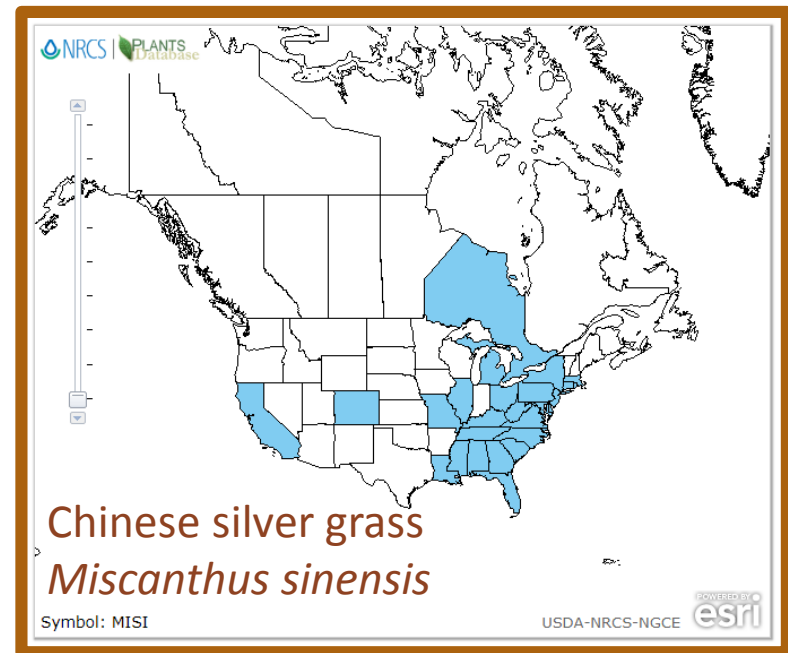 NRCS | PLANTS
Database
Chinese silver grass
Miscanthus sinensis
Symbol: MISI
USDA-NRCS-NGCE
POWERED BY
esri